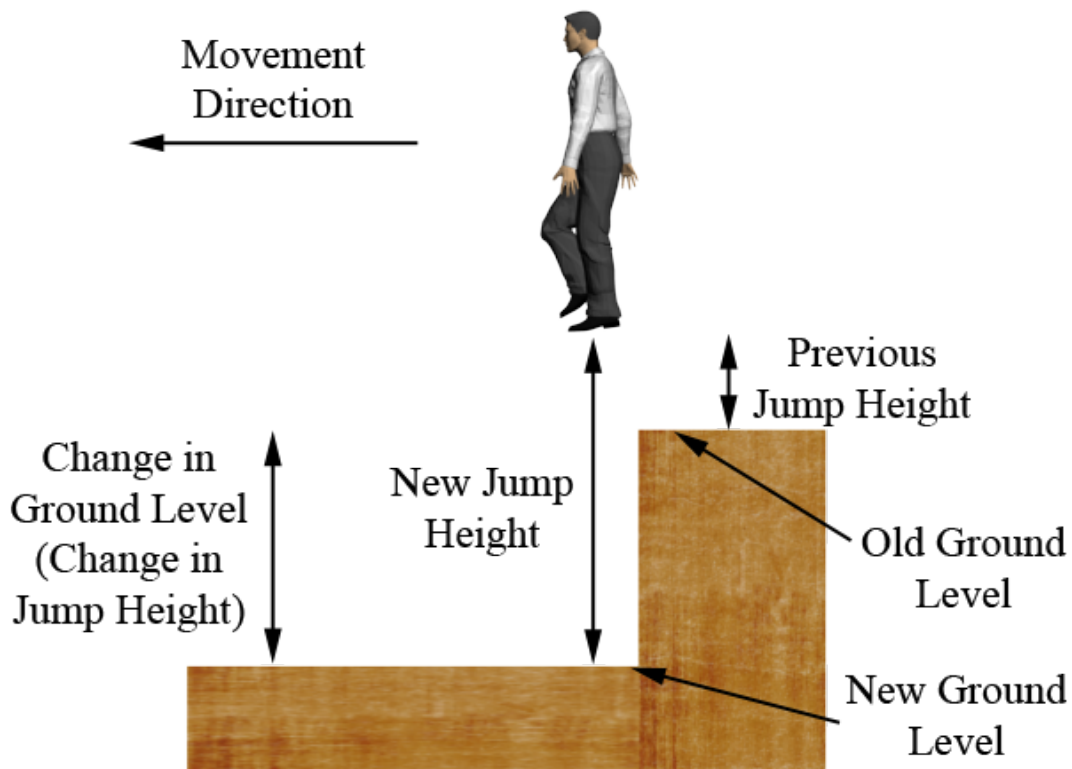 Movement
Direction
Previous
Jump Height
Change in
Ground Level
(Change in
Jump Height)
New Jump
Height
Old Ground
Level
New Ground
Level